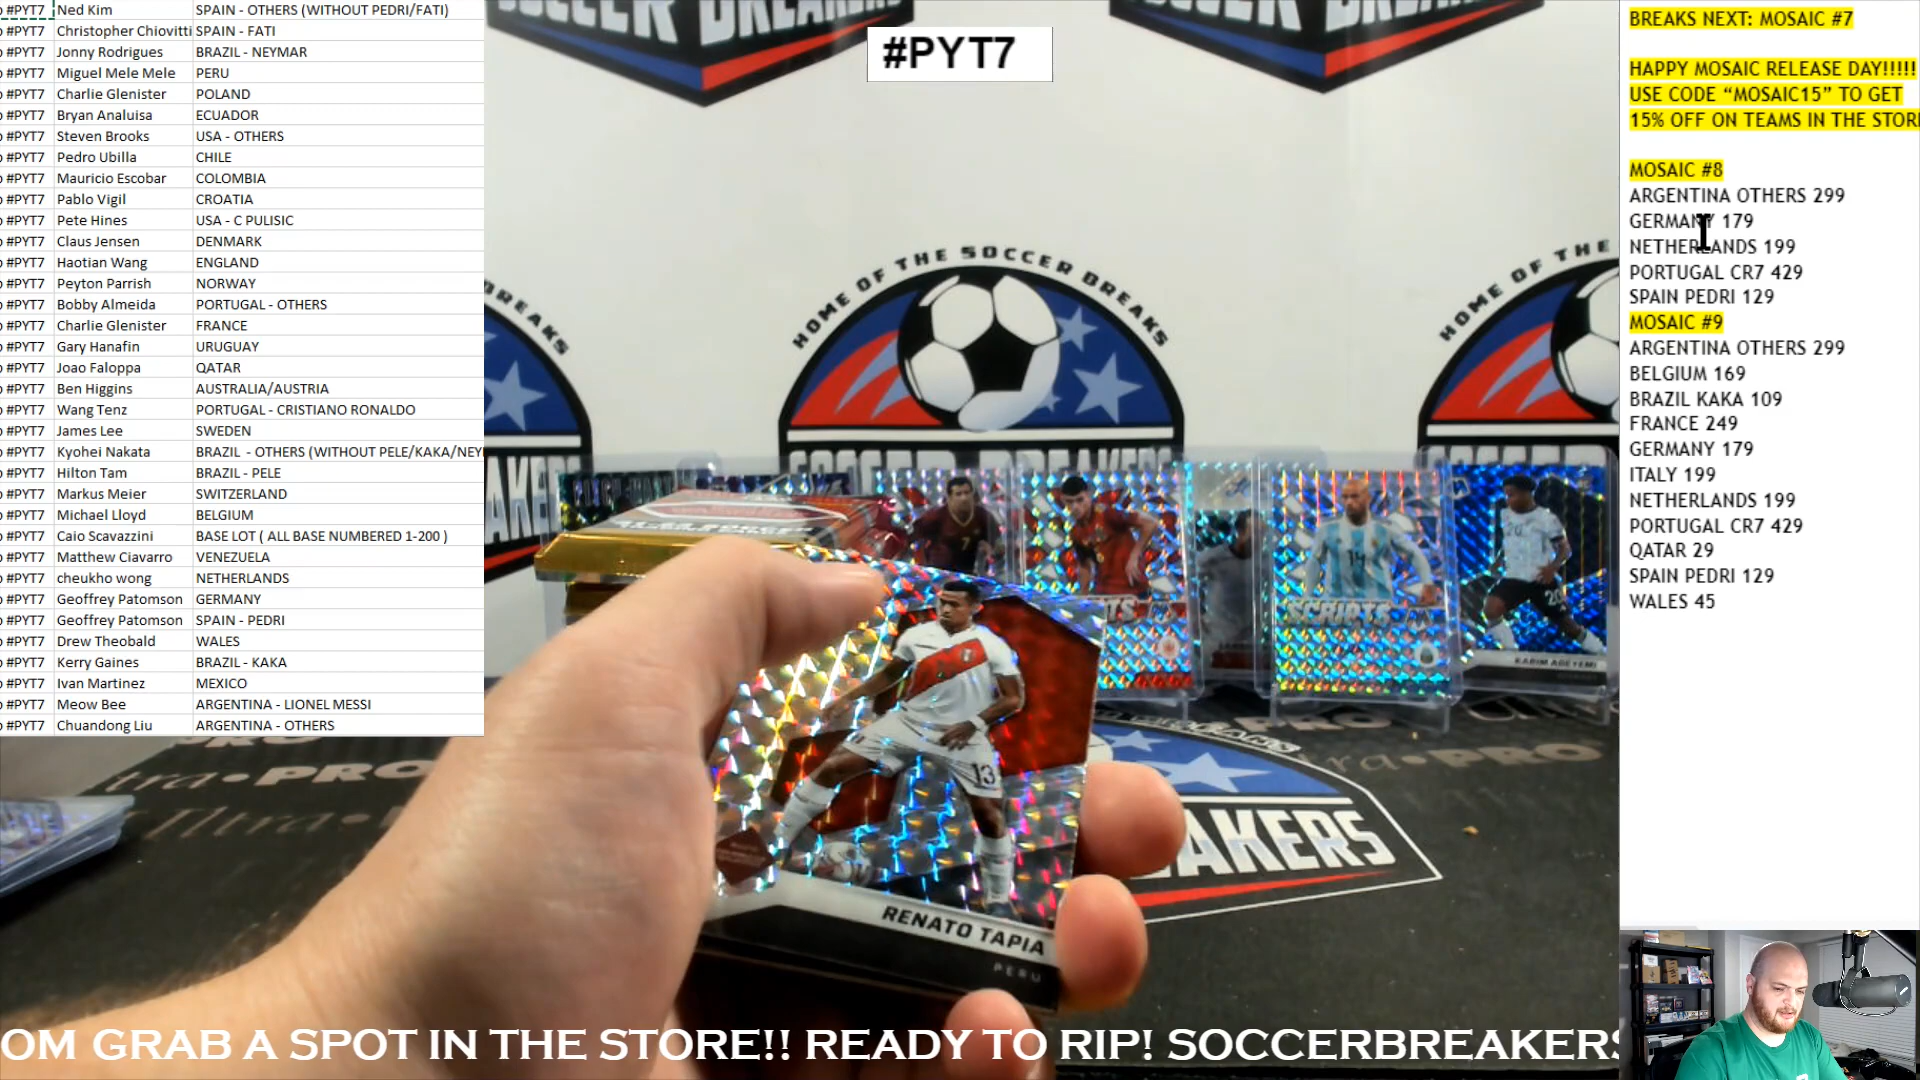 #PYT7 Ned Kim SPAIN - OTHERS (WITHOUT PEDRI/FATI)
#PYT7 Christopher Chiovitti SPAIN - FATI
#PYT7 Jonny Rodrigues BRAZIL - NEYMAR
#PYT7 Miguel Mele Mele PERU
#PYT7 Charlie Glenister POLAND
#PYT7 Bryan Analuisa ECUADOR
#PYT7 Steven Brooks USA - OTHERS
#PYT7 Pedro Ubilla CHILE
#PYT7 Mauricio Escobar COLOMBIA
#PYT7 Pablo Vigil CROATIA
#PYT7 Pete Hines USA - C PULISIC
#PYT7 Claus Jensen DENMARK
#PYT7 Haotian Wang ENGLAND
#PYT7 Peyton Parrish NORWAY
#PYT7 Bobby Almeida PORTUGAL - OTHERS
#PYT7 Charlie Glenister FRANCE
#PYT7 Gary Hanafin URUGUAY
#PYT7 Joao Faloppa QATAR
#PYT7 Ben Higgins AUSTRALIA/AUSTRIA
#PYT7 Wang Tenz PORTUGAL - CRISTIANO RONALDO
#PYT7 James Lee SWEDEN
#PYT7 Kyohei Nakata BRAZIL - OTHERS (WITHOUT PELE/KAKA/NEY
#PYT7 Hilton Tam BRAZIL - PELE
#PYT7 Markus Meier SWITZERLAND
#PYT7 Michael Lloyd BELGIUM
#PYT7 Caio Scavazzini BASE LOT ( ALL BASE NUMBERED 1-200 )
#PYT7 Matthew Ciavarro VENEZUELA
#PYT7 cheukho wong NETHERLANDS
#PYT7 Geoffrey Patomson GERMANY
#PYT7 Geoffrey Patomson SPAIN - PEDRI
#PYT7 Drew Theobald WALES
#PYT7 Kerry Gaines BRAZIL - KAKA
#PYT7 Ivan Martinez MEXICO
#PYT7 Meow Bee ARGENTINA - LIONEL MESSI
#PYT7 Chuandong Liu ARGENTINA - OTHERS
#PYT7
HOME OF THE SOCCER BREAKS
SOCCER BREAKERS
SCRIPTS
KARIM ADEYEMI
13
RENATO TAPIA
PERU
AKERS
BREAKS NEXT: MOSAIC #7
HAPPY MOSAIC RELEASE DAY!!!!!
USE CODE “MOSAIC15” TO GET
15% OFF ON TEAMS IN THE STOR
MOSAIC #8
ARGENTINA OTHERS 299
GERMANY 179
NETHERLANDS 199
PORTUGAL CR7 429
SPAIN PEDRI 129
MOSAIC #9
ARGENTINA OTHERS 299
BELGIUM 169
BRAZIL KAKA 109
FRANCE 249
GERMANY 179
ITALY 199
NETHERLANDS 199
PORTUGAL CR7 429
QATAR 29
SPAIN PEDRI 129
WALES 45
OM GRAB A SPOT IN THE STORE!! READY TO RIP! SOCCERBREAKERS